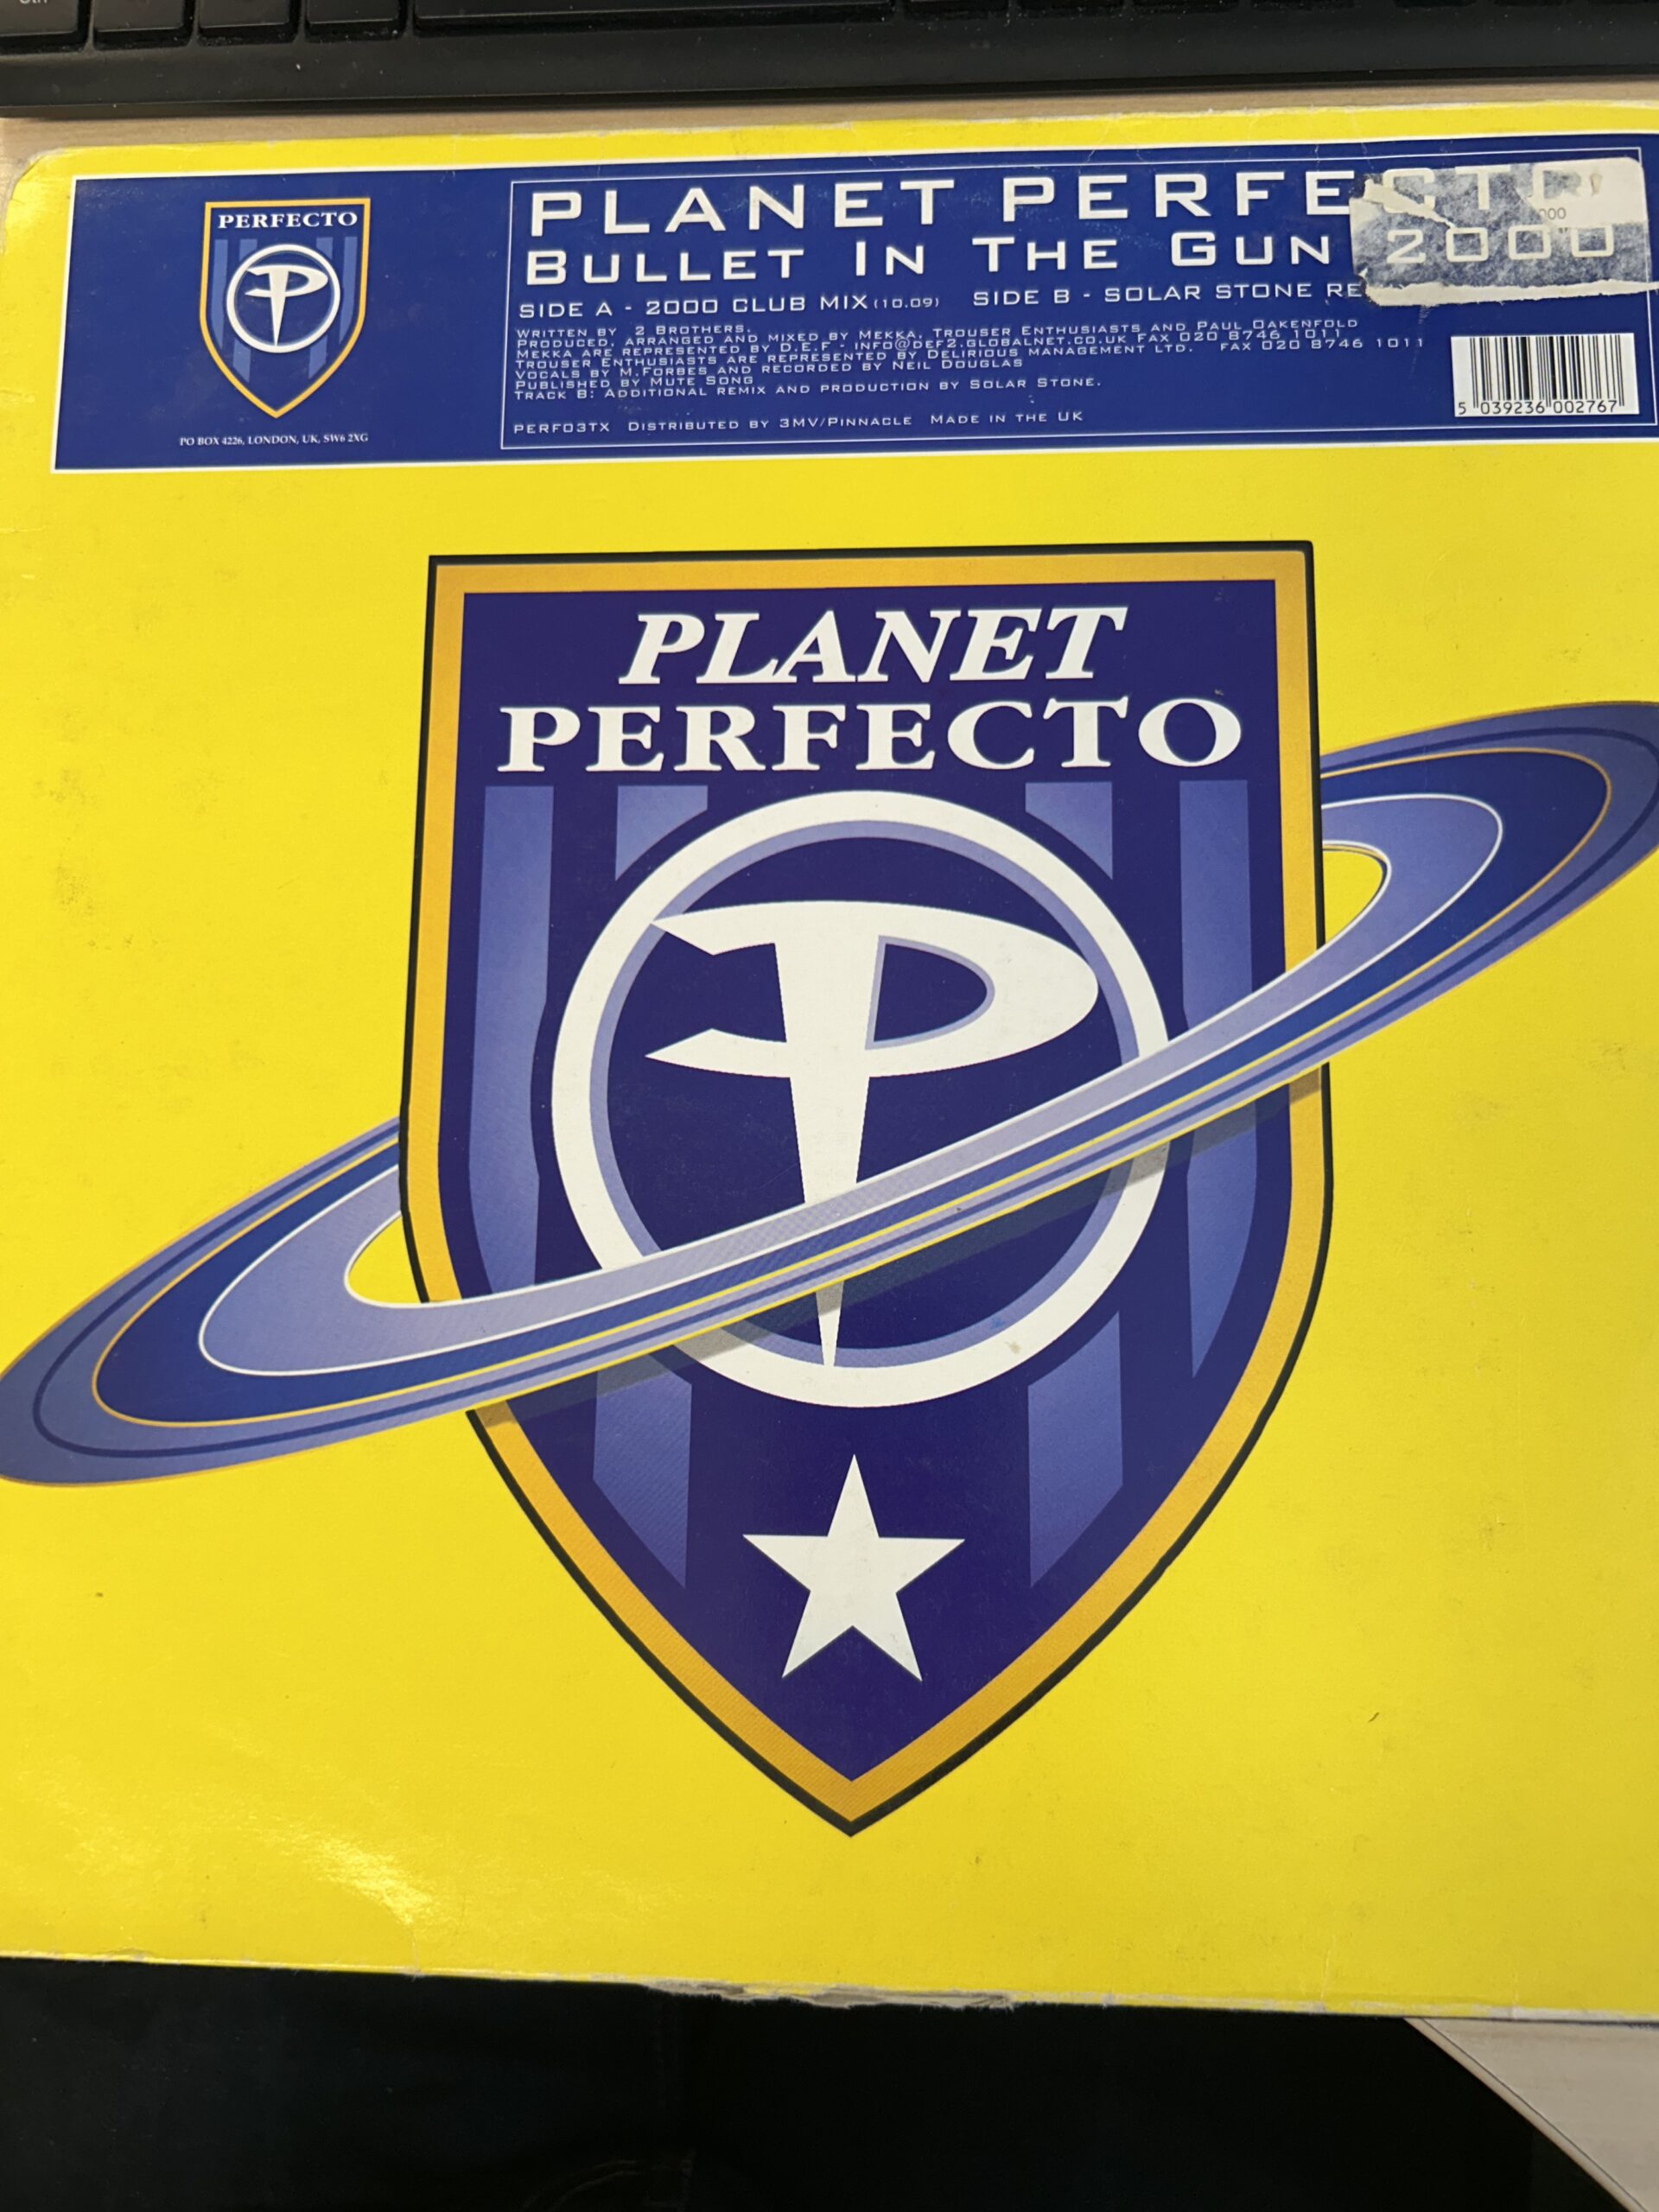 PERFECTO
PO BOX 4226, LONDON, UK, SW6 2XG
PLANET PERFECTO
BULLET IN THE GUN 2000
SIDE A - 2000 CLUB MIX (10.09) SIDE B - SOLAR STONE RE
WRITTEN BY 2 BROTHERS.
PRODUCED, ARRANGED AND MIXED BY MEKKA, TROUSER ENTHUSIASTS AND PAUL OAKENFOLD
MEKKA ARE REPRESENTED BY D.E.F - INFO@DEF2.GLOBALNET.CO.UK FAX 020 8746 1011
TROUSER ENTHUSIASTS ARE REPRESENTED BY DELIRIOUS MANAGEMENT LTD. FAX 020 8746 1011
VOCALS BY M.FORBES AND RECORDED BY NEIL DOUGLAS
PUBLISHED BY MUTE SONG
TRACK B: ADDITIONAL REMIX AND PRODUCTION BY SOLAR STONE.
PERF03TX DISTRIBUTED BY 3MV/PINNACLE MADE IN THE UK
5 039236 002767
PLANET
PERFECTO